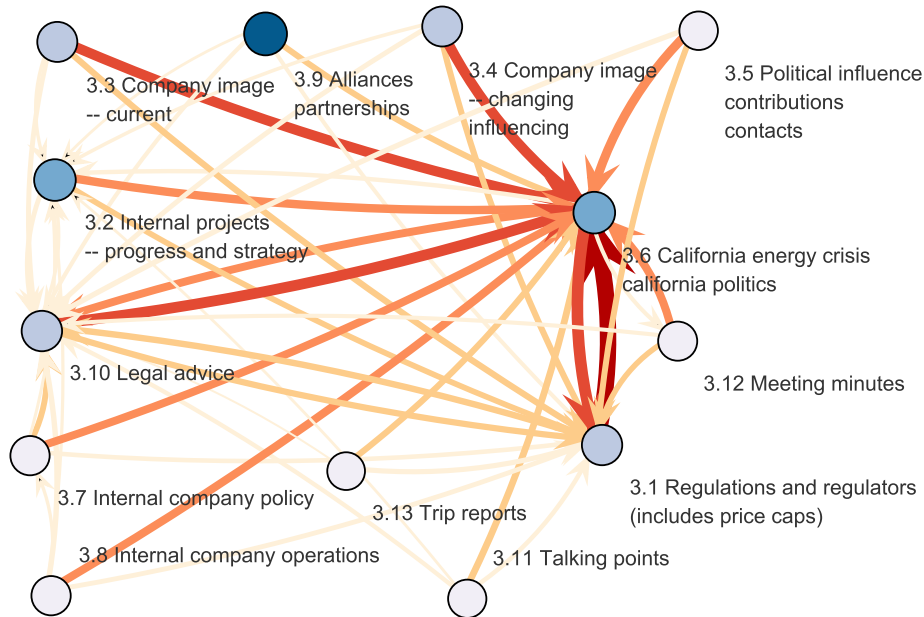 3.3 Company image
-- current
3.9 Alliances
partnerships
3.4 Company image
-- changing
influencing
3.5 Political influence
contributions
contacts
3.2 Internal projects
-- progress and strategy
3.6 California energy crisis
california politics
3.10 Legal advice
3.12 Meeting minutes
3.7 Internal company policy
3.13 Trip reports
3.1 Regulations and regulators
(includes price caps)
3.8 Internal company operations
3.11 Talking points